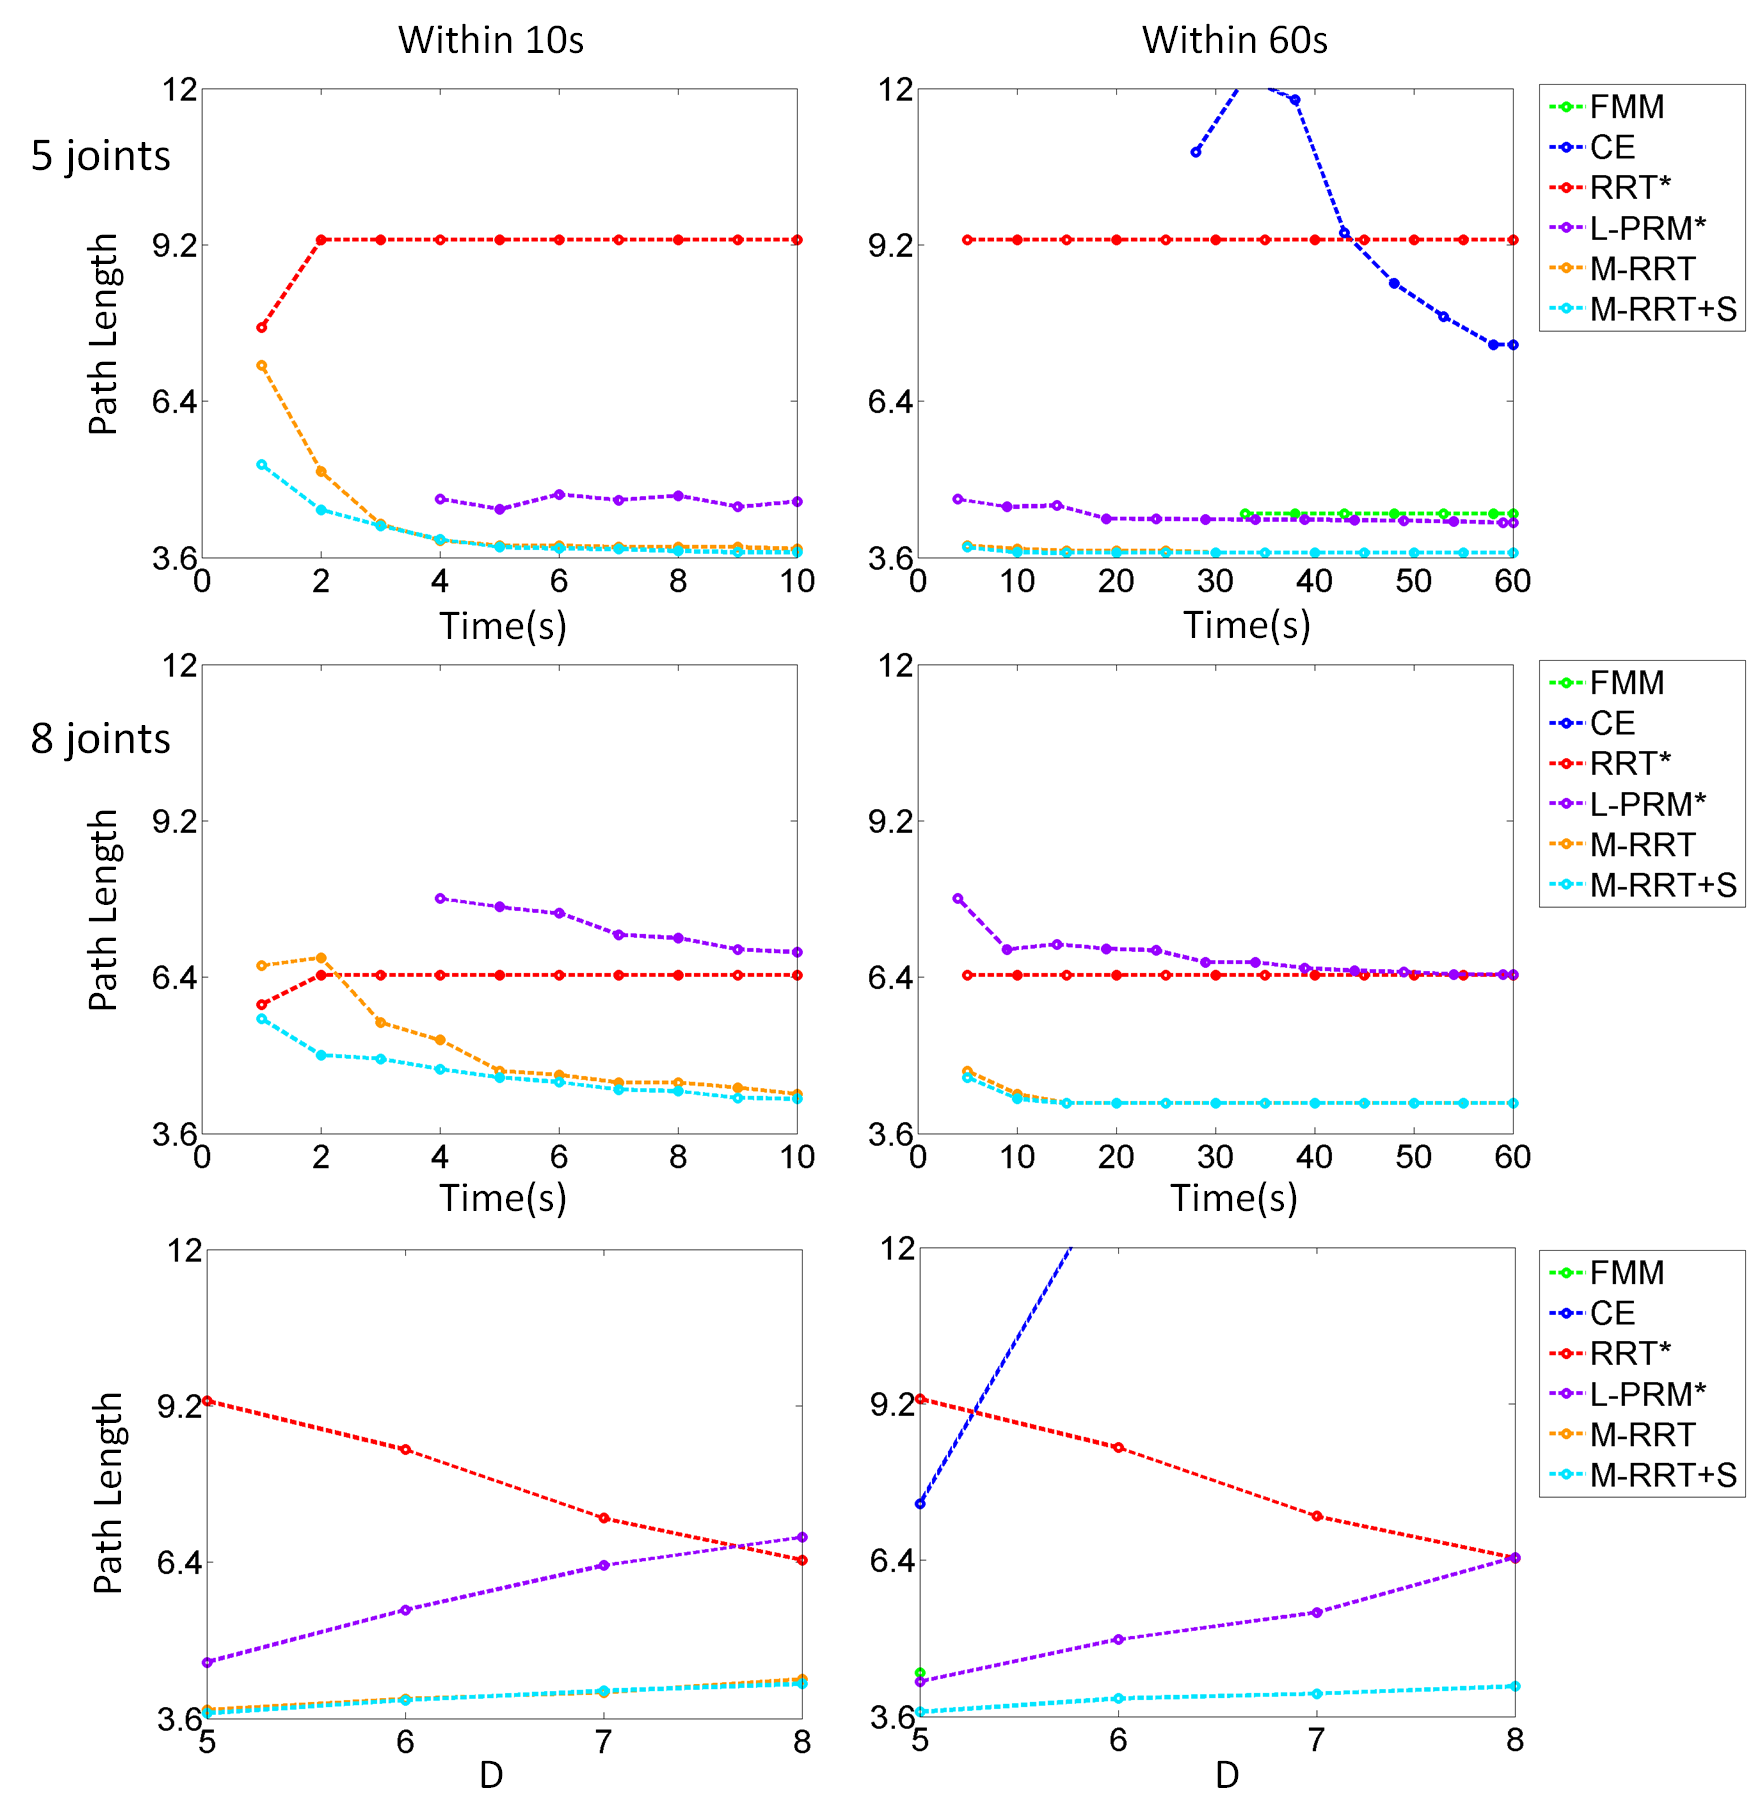 Within 10s
Within 60s
5 joints
Path Length
12
9.2
6.4
3.6
0 2 4 6 8 10
Time(s)
12
9.2
6.4
3.6
0 10 20 30 40 50 60
Time(s)
FMM
CE
RRT*
L-PRM*
M-RRT
M-RRT+S
8 joints
Path Length
12
9.2
6.4
3.6
0 2 4 6 8 10
Time(s)
12
9.2
6.4
3.6
0 10 20 30 40 50 60
Time(s)
FMM
CE
RRT*
L-PRM*
M-RRT
M-RRT+S
Path Length
12
9.2
6.4
3.6
5 6 7 8
D
12
9.2
6.4
3.6
5 6 7 8
D
FMM
CE
RRT*
L-PRM*
M-RRT
M-RRT+S